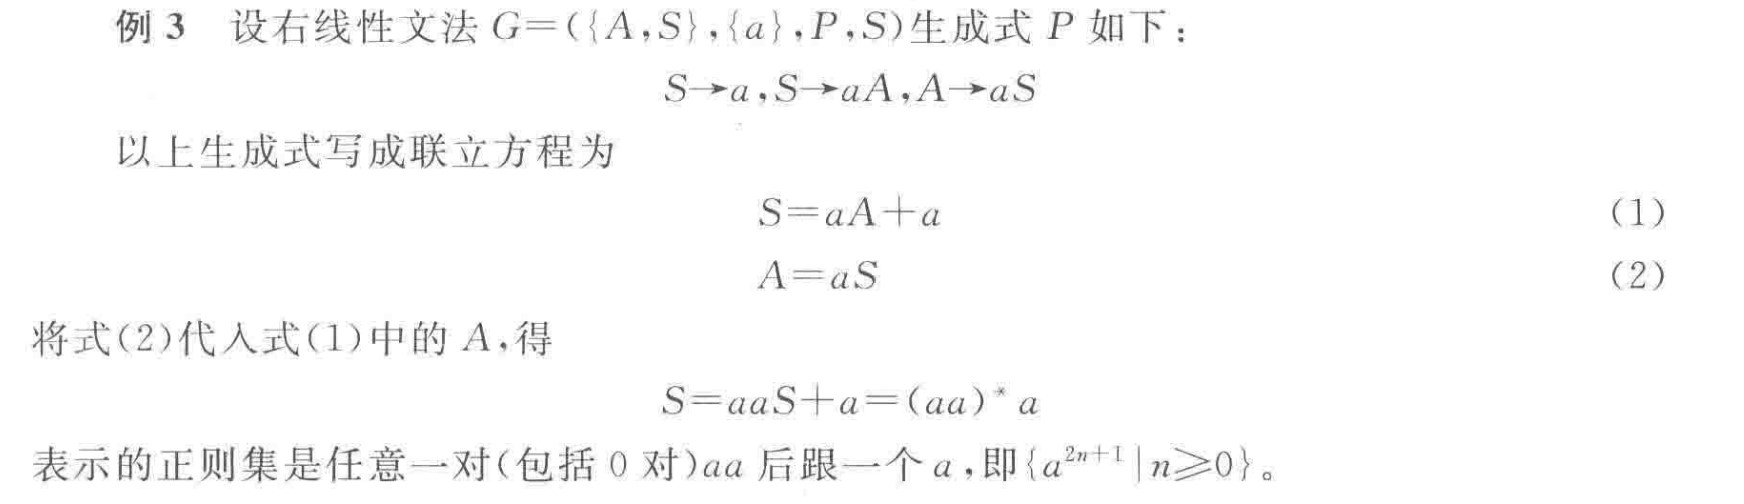 例 3 设右线性文法 G=({A,S},{a},P,S)生成式 P 如下:
S→a,S→aA,A→aS
以上生成式写成联立方程为
S=aA+a (1)
A=aS (2)
将式(2)代入式(1)中的 A,得
S=aaS+a=(aa)* a
表示的正则集是任意一对(包括 0 对)aa 后跟一个 a,即{a²ⁿ⁺¹|n≥0}。